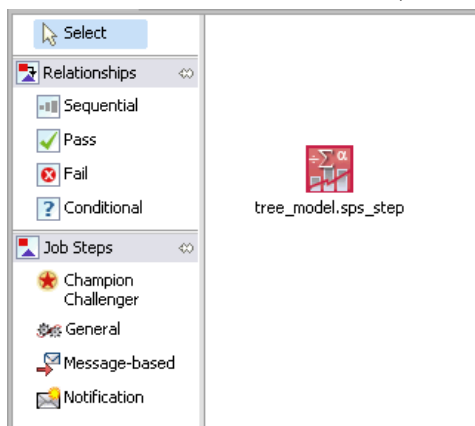 Select
Relationships
Sequential
Pass
Fail
Conditional
Job Steps
Champion
Challenger
General
Message-based
Notification
tree_model.sps_step